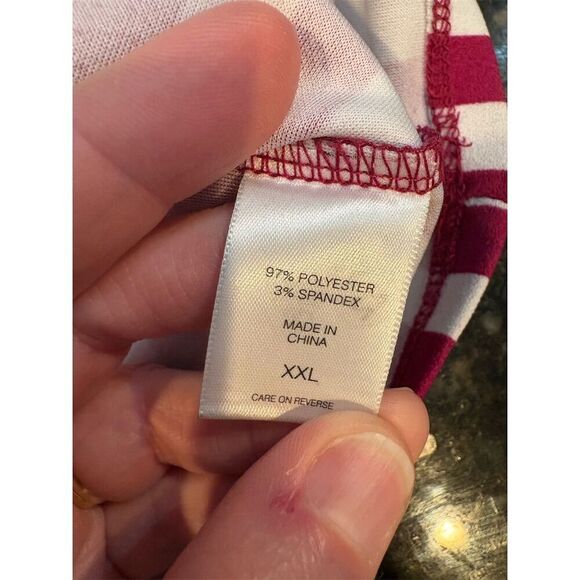 97% POLYESTER
3% SPANDEX
MADE IN
CHINA
XXL
CARE ON REVERSE